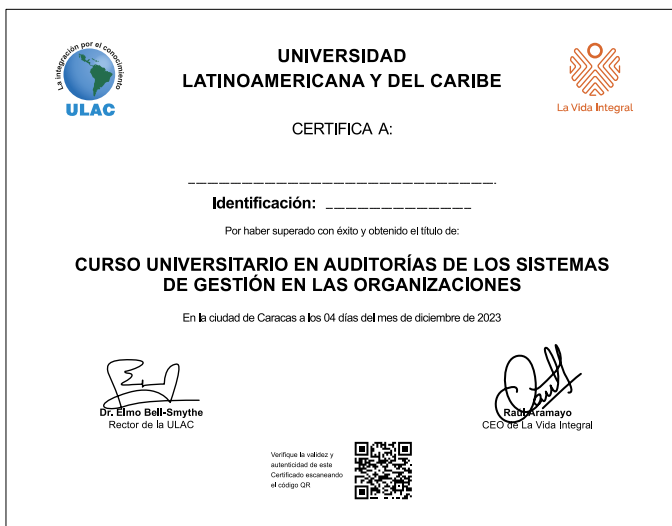 La integración por el conocimiento
ULAC
UNIVERSIDAD
LATINOAMERICANA Y DEL CARIBE
La Vida Integral
CERTIFICA A:
Identificación:
Por haber superado con éxito y obtenido el título de:
CURSO UNIVERSITARIO EN AUDITORÍAS DE LOS SISTEMAS
DE GESTIÓN EN LAS ORGANIZACIONES
En la ciudad de Caracas a los 04 días del mes de diciembre de 2023
Dr. Elmo Bell-Smythe
Rector de la ULAC
Raúl Aramayo
CEO de La Vida Integral
Verifique la validez y
autenticidad de este
Certificado escaneando
el código QR